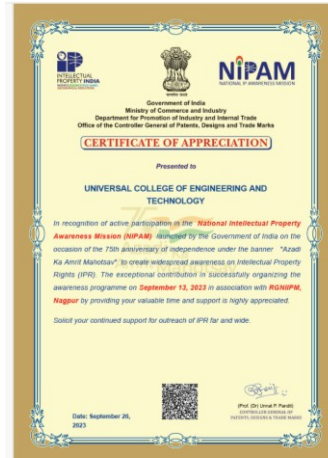 INTELLECTUAL
PROPERTY INDIA
NiPAM
NATIONAL IP AWARENESS MISSION
Government of India
Ministry of Commerce and Industry
Department for Promotion of Industry and Internal Trade
Office of the Controller General of Patents, Designs and Trade Marks
CERTIFICATE OF APPRECIATION
Presented to
UNIVERSAL COLLEGE OF ENGINEERING AND
TECHNOLOGY
In recognition of active participation in the National Intellectual Property
Awareness Mission (NIPAM) launched by the Government of India on the
occasion of the 75th anniversary of independence under the banner "Azadi
Ka Amrit Mahotsav", to create widespread awareness on Intellectual Property
Rights (IPR). The exceptional contribution in successfully organizing the
awareness programme on September 13, 2023 in association with RGNIIPM,
Nagpur by providing your valuable time and support is highly appreciated.
Solicit your continued support for outreach of IPR far and wide.
Date: September 20,
2023
(Prof. (Dr) Unnat P. Pandit)
CONTROLLER GENERAL OF
PATENTS, DESIGNS & TRADE MARKS